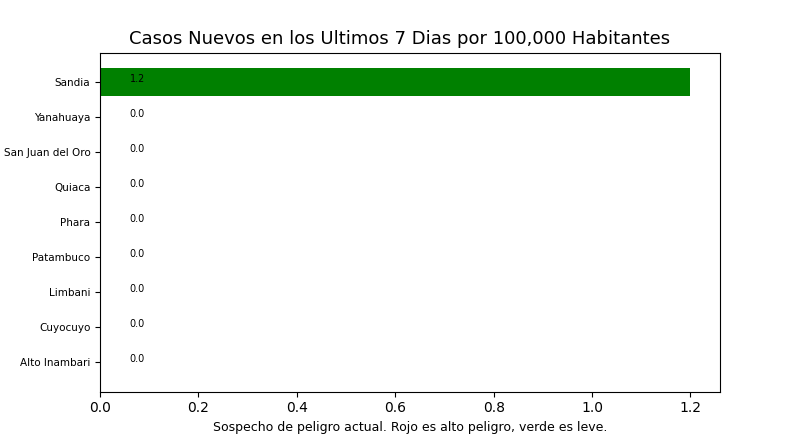 Casos Nuevos en los Ultimos 7 Dias por 100,000 Habitantes
Sandia 1.2
Yanahuaya 0.0
San Juan del Oro 0.0
Quiaca 0.0
Phara 0.0
Patambuco 0.0
Limbani 0.0
Cuyocuyo 0.0
Alto Inambari 0.0
0.0 0.2 0.4 0.6 0.8 1.0 1.2
Sospecho de peligro actual. Rojo es alto peligro, verde es leve.